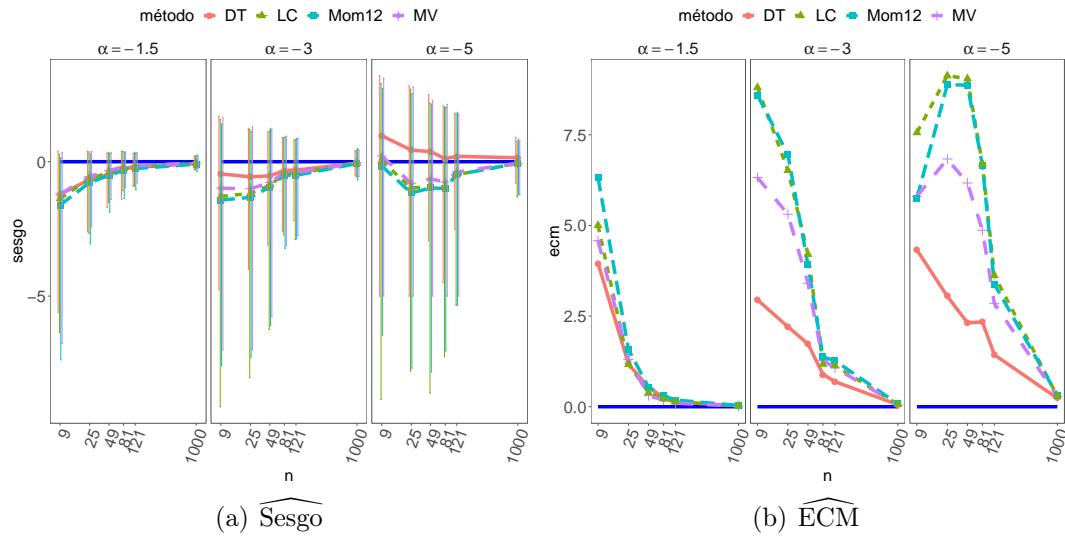 método DT LC Mom12 MV
α = −1.5 α = −3 α = −5
sesgo
0
−5
9 25 49 81 121 1000
9 25 49 81 121 1000
9 25 49 81 121 1000
n
(a) Sesgo
método DT LC Mom12 MV
α = −1.5 α = −3 α = −5
ecm
7.5
5.0
2.5
0.0
9 25 49 81 121 1000
9 25 49 81 121 1000
9 25 49 81 121 1000
n
(b) ECM